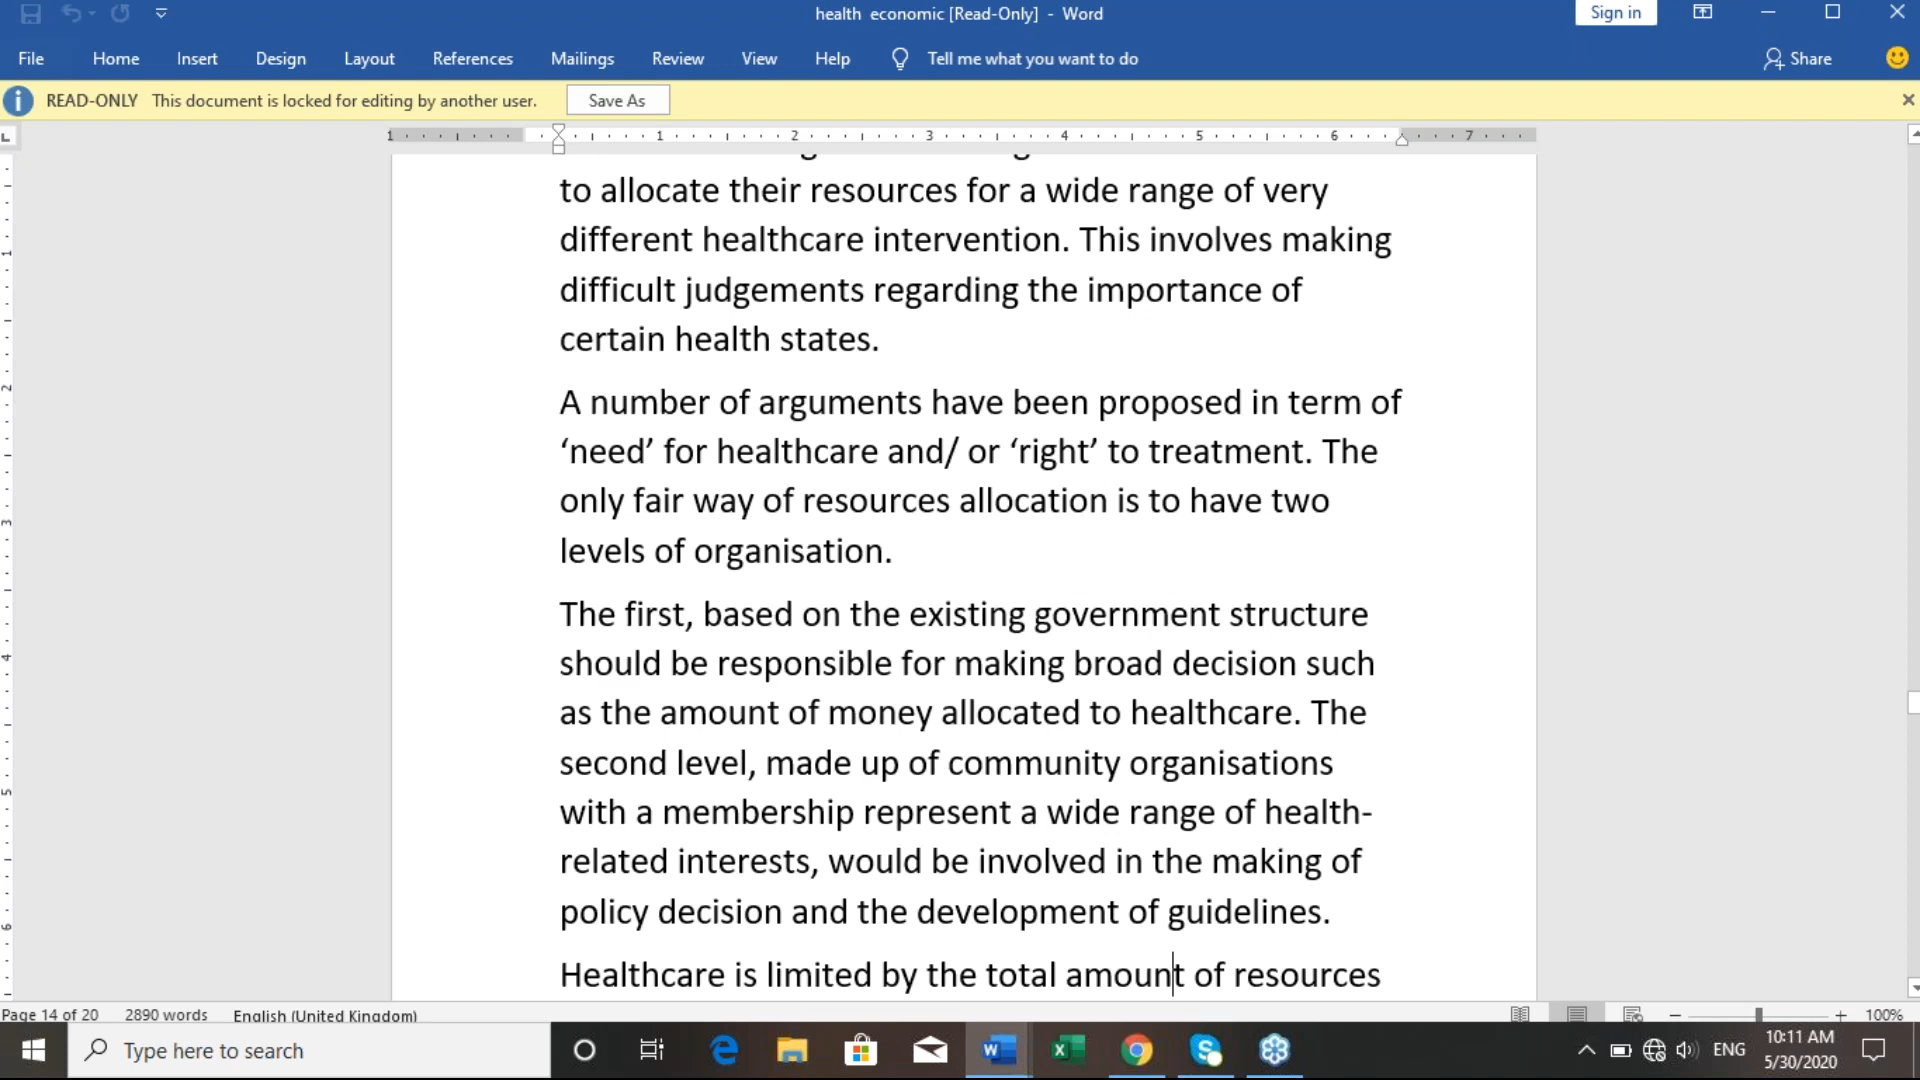 health economic [Read-Only] - Word
Sign in
File Home Insert Design Layout References Mailings Review View Help Tell me what you want to do Share
READ-ONLY This document is locked for editing by another user. Save As
1 1 2 3 4 5 6 7
to allocate their resources for a wide range of very
different healthcare intervention. This involves making
difficult judgements regarding the importance of
certain health states.
A number of arguments have been proposed in term of
‘need’ for healthcare and/ or ‘right’ to treatment. The
only fair way of resources allocation is to have two
levels of organisation.
The first, based on the existing government structure
should be responsible for making broad decision such
as the amount of money allocated to healthcare. The
second level, made up of community organisations
with a membership represent a wide range of health-
related interests, would be involved in the making of
policy decision and the development of guidelines.
Healthcare is limited by the total amount of resources
Page 14 of 20 2890 words English (United Kingdom) 100%
Type here to search
ENG
10:11 AM
5/30/2020